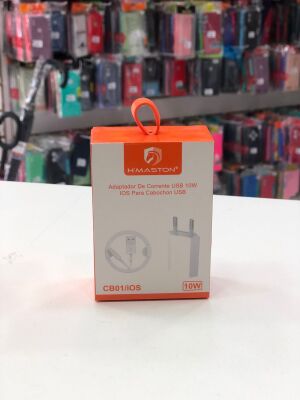 H'MASTON®
Adaptador De Corrente USB 10W
iOS Para Cabochon USB
CB01/iOS
10W